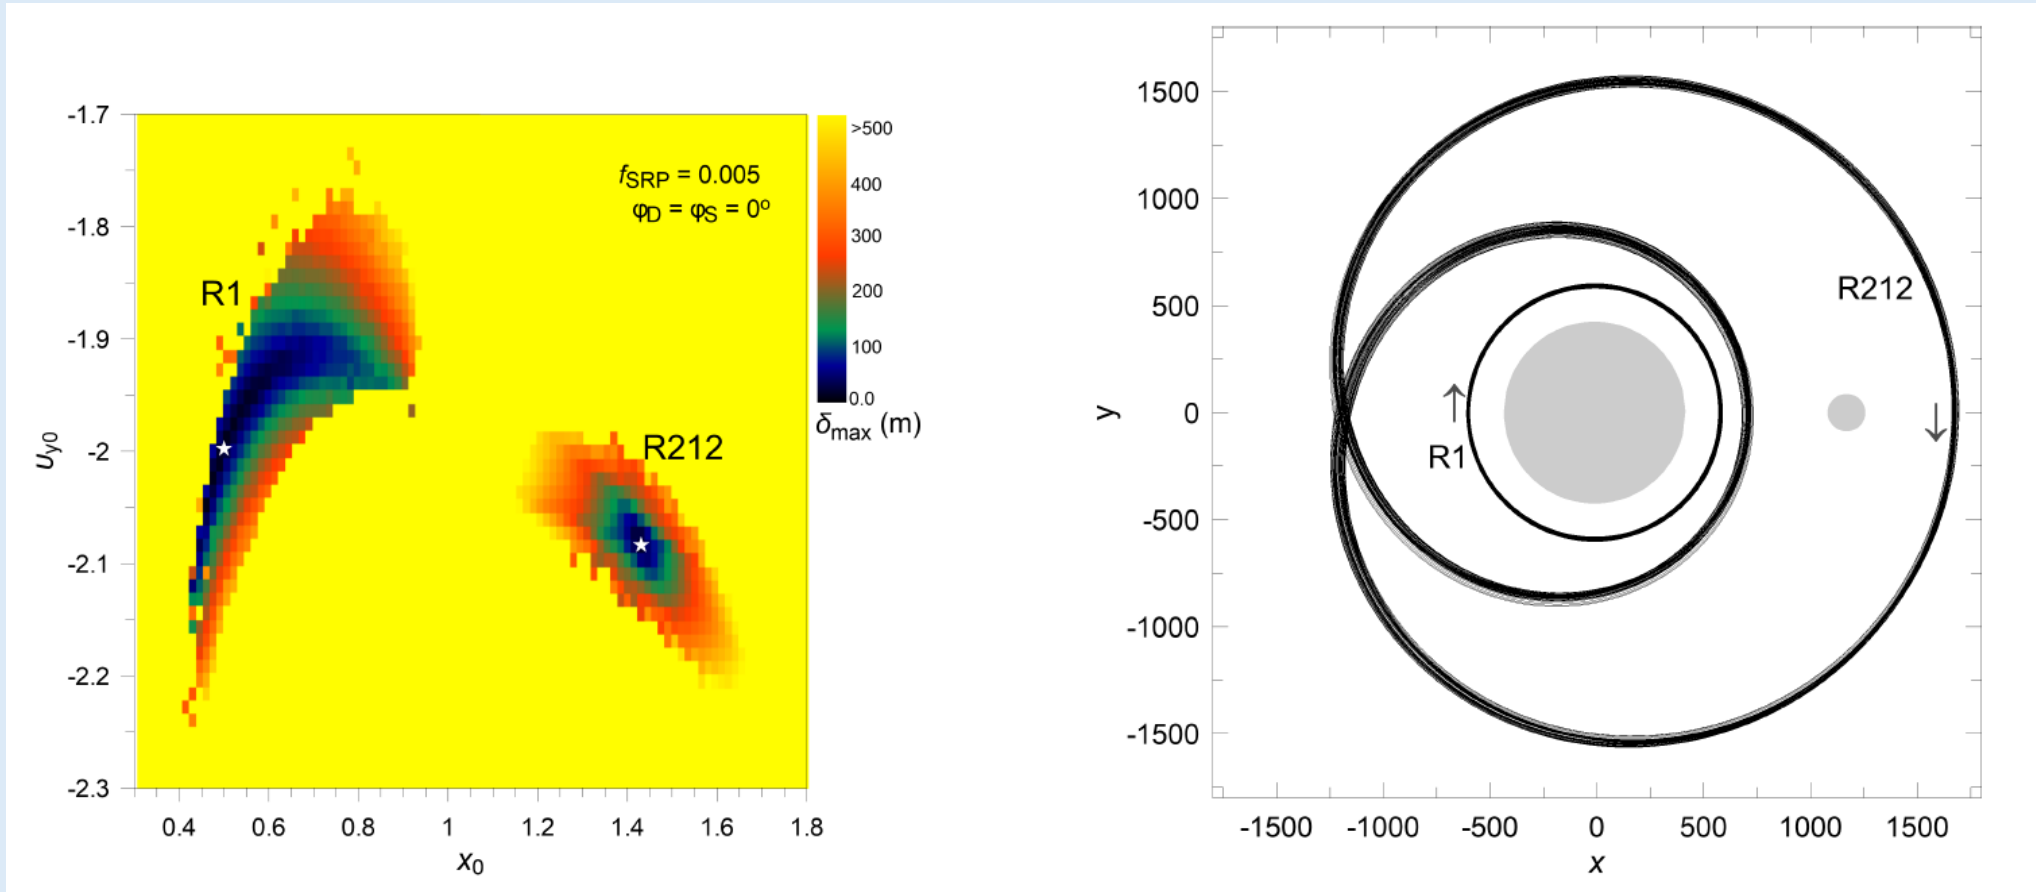 -1.7
-1.8
-1.9
-2
-2.1
-2.2
-2.3
u_y0
0.4 0.6 0.8 1 1.2 1.4 1.6 1.8
x_0
R1
R212
f_SRP = 0.005
φ_D = φ_S = 0°
>500
400
300
200
100
0.0
δ_max (m)
1500
1000
500
0
-500
-1000
-1500
y
-1500 -1000 -500 0 500 1000 1500
x
R212
R1